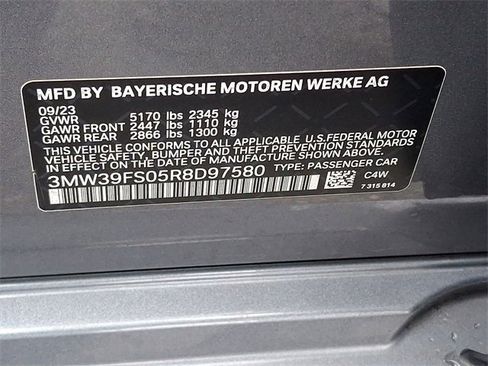 MFD BY BAYERISCHE MOTOREN WERKE AG
09/23
GVWR 5170 lbs 2345 kg
GAWR FRONT 2447 lbs 1110 kg
GAWR REAR 2866 lbs 1300 kg
THIS VEHICLE CONFORMS TO ALL APPLICABLE U.S.FEDERAL MOTOR
VEHICLE SAFETY, BUMPER, AND THEFT PREVENTION STANDARDS
IN EFFECT ON THE DATE OF MANUFACTURE SHOWN ABOVE.
3MW39FS05R8D97580 TYPE: PASSENGER CAR
C4W
7 315 814